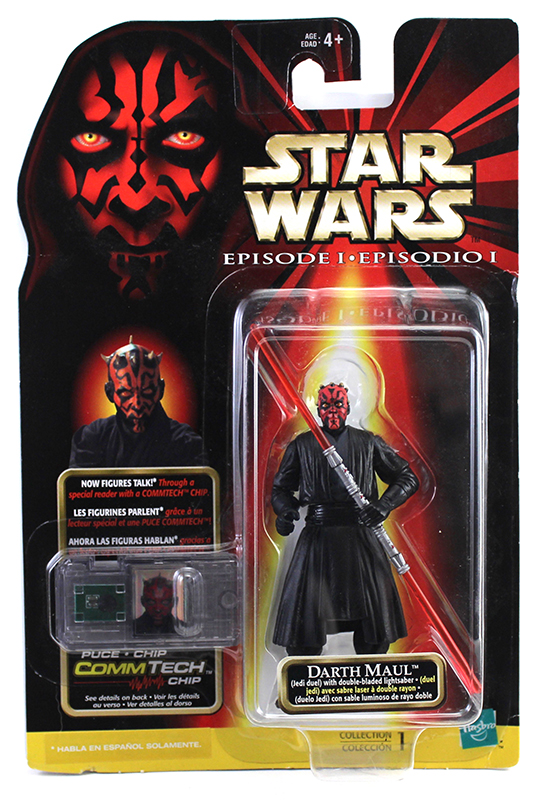 AGE
EDAD 4+
STAR
WARS
™
EPISODE I • EPISODIO I
NOW FIGURES TALK!* Through a
special reader with a COMMTECH™ CHIP.
LES FIGURINES PARLENT* grâce à un
lecteur spécial et une PUCE COMMTECH™!
AHORA LAS FIGURAS HABLAN* gracias a
PUCE • CHIP
COMMTECH™
CHIP
See details on back • Voir les détails
au verso • Ver detalles al dorso
DARTH MAUL™
(Jedi duel) with double-bladed lightsaber • (duel
jedi) avec sabre laser à double rayon •
(duelo Jedi) con sable luminoso de rayo doble
* HABLA EN ESPAÑOL SOLAMENTE.
COLLECTION
COLECCIÓN 1
Hasbro